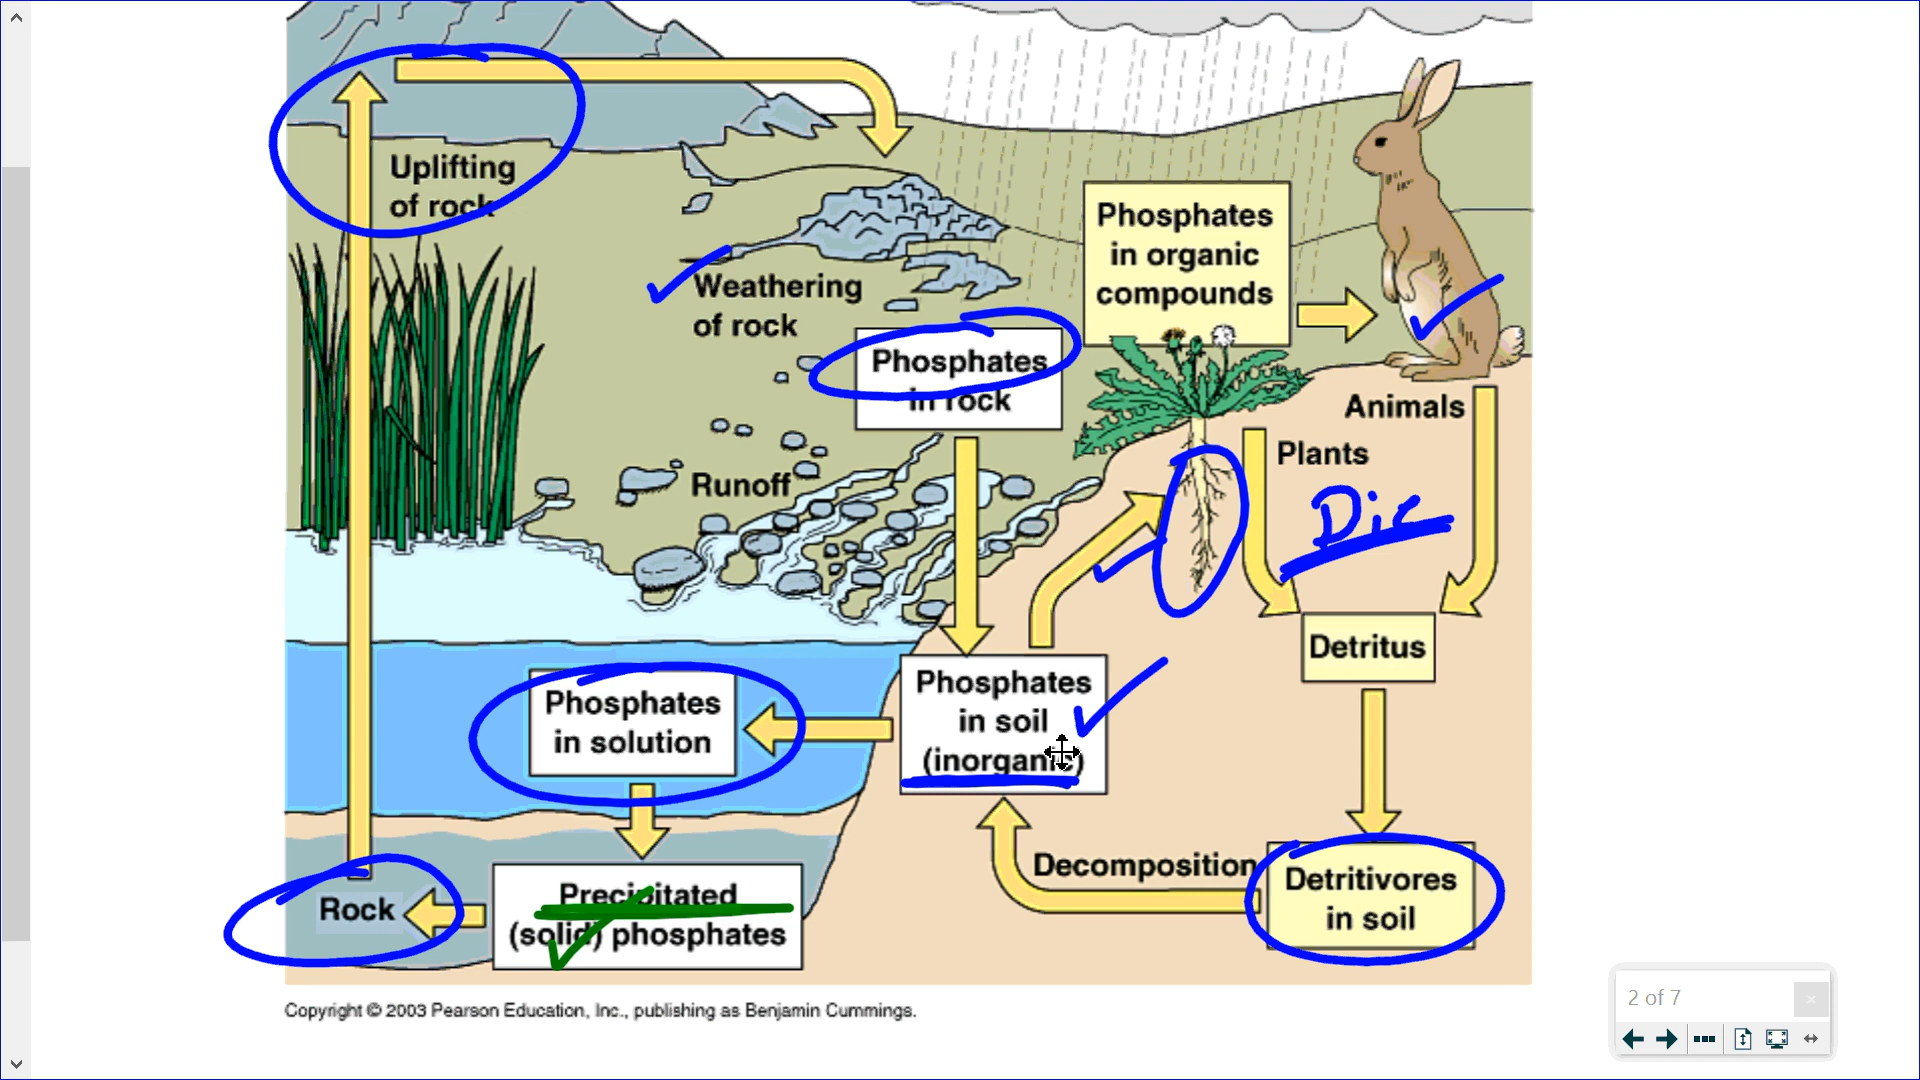 Uplifting
of rock
Weathering
of rock
Phosphates
in organic
compounds
Phosphates
in rock
Animals
Plants
Die
Runoff
Detritus
Phosphates
in solution
Phosphates
in soil
(inorganic)
Decomposition
Detritivores
in soil
Rock
Precipitated
(solid) phosphates
Copyright © 2003 Pearson Education, Inc., publishing as Benjamin Cummings.
2 of 7